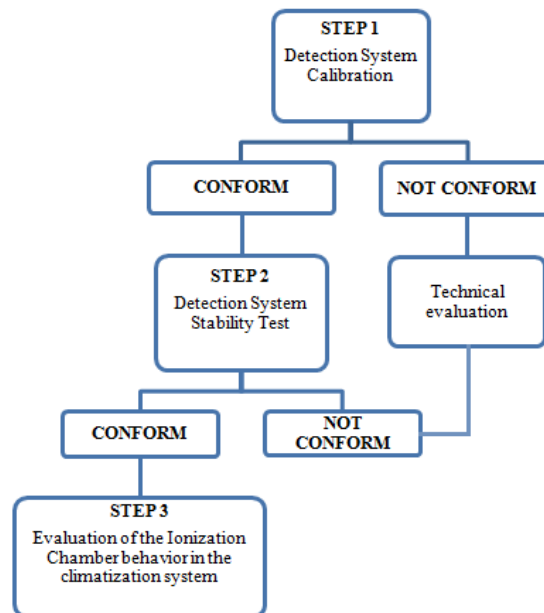 STEP 1
Detection System
Calibration
CONFORM
NOT CONFORM
STEP 2
Detection System
Stability Test
Technical
evaluation
CONFORM
NOT
CONFORM
STEP 3
Evaluation of the Ionization
Chamber behavior in the
climatization system